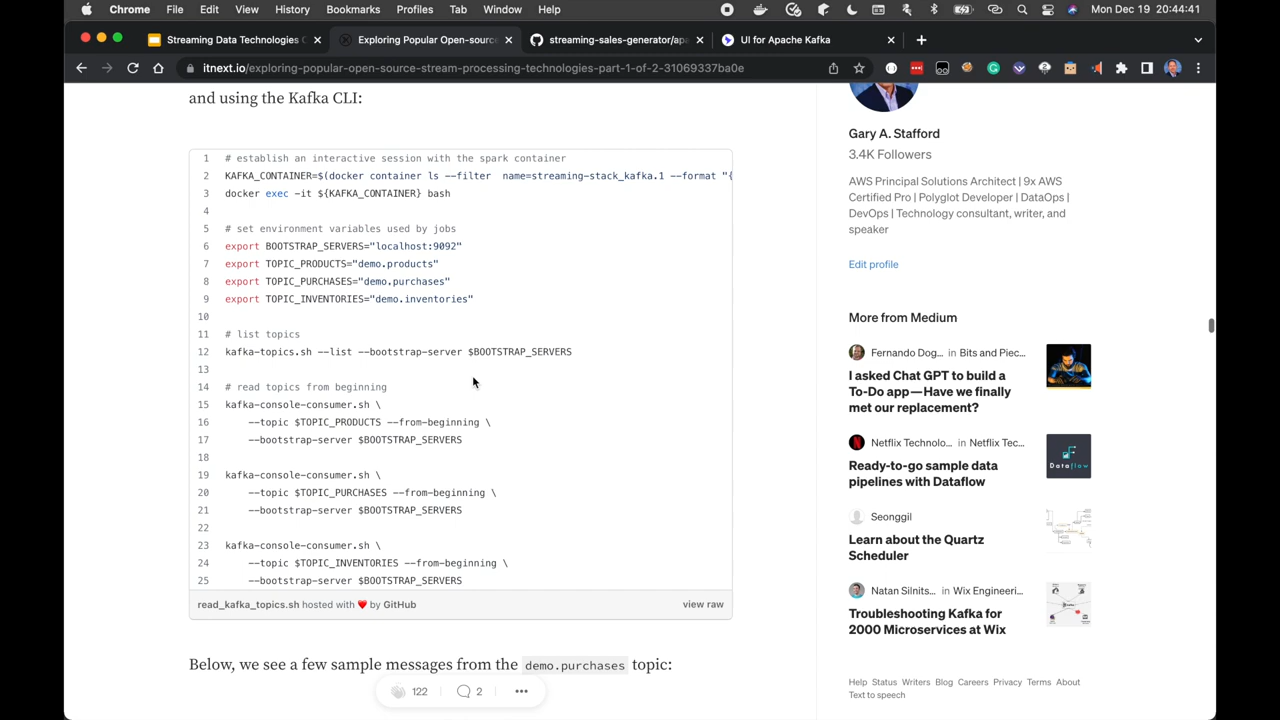 Chrome File Edit View History Bookmarks Profiles Tab Window Help Mon Dec 19 20:44:41
Streaming Data Technologies Exploring Popular Open-sourc streaming-sales-generator/apa UI for Apache Kafka
itnext.io/exploring-popular-open-source-stream-processing-technologies-part-1-of-2-31069337ba0e
and using the Kafka CLI:
1 # establish an interactive session with the spark container
2 KAFKA_CONTAINER=$(docker container ls --filter  name=streaming-stack_kafka.1 --format "{
3 docker exec -it ${KAFKA_CONTAINER} bash
4
5 # set environment variables used by jobs
6 export BOOTSTRAP_SERVERS="localhost:9092"
7 export TOPIC_PRODUCTS="demo.products"
8 export TOPIC_PURCHASES="demo.purchases"
9 export TOPIC_INVENTORIES="demo.inventories"
10
11 # list topics
12 kafka-topics.sh --list --bootstrap-server $BOOTSTRAP_SERVERS
13
14 # read topics from beginning
15 kafka-console-consumer.sh \
16 --topic $TOPIC_PRODUCTS --from-beginning \
17 --bootstrap-server $BOOTSTRAP_SERVERS
18
19 kafka-console-consumer.sh \
20 --topic $TOPIC_PURCHASES --from-beginning \
21 --bootstrap-server $BOOTSTRAP_SERVERS
22
23 kafka-console-consumer.sh \
24 --topic $TOPIC_INVENTORIES --from-beginning \
25 --bootstrap-server $BOOTSTRAP_SERVERS
read_kafka_topics.sh hosted with ❤ by GitHub view raw
Below, we see a few sample messages from the demo.purchases topic:
122 2
Gary A. Stafford
3.4K Followers
AWS Principal Solutions Architect | 9x AWS
Certified Pro | Polyglot Developer | DataOps |
DevOps | Technology consultant, writer, and
speaker
Edit profile
More from Medium
Fernando Dog... in Bits and Piec...
I asked Chat GPT to build a
To-Do app — Have we finally
met our replacement?
Netflix Technolo... in Netflix Tec...
Ready-to-go sample data
pipelines with Dataflow
Dataflow
Seonggil
Learn about the Quartz
Scheduler
Natan Silnits... in Wix Engineeri...
Troubleshooting Kafka for
2000 Microservices at Wix
Help Status Writers Blog Careers Privacy Terms About
Text to speech